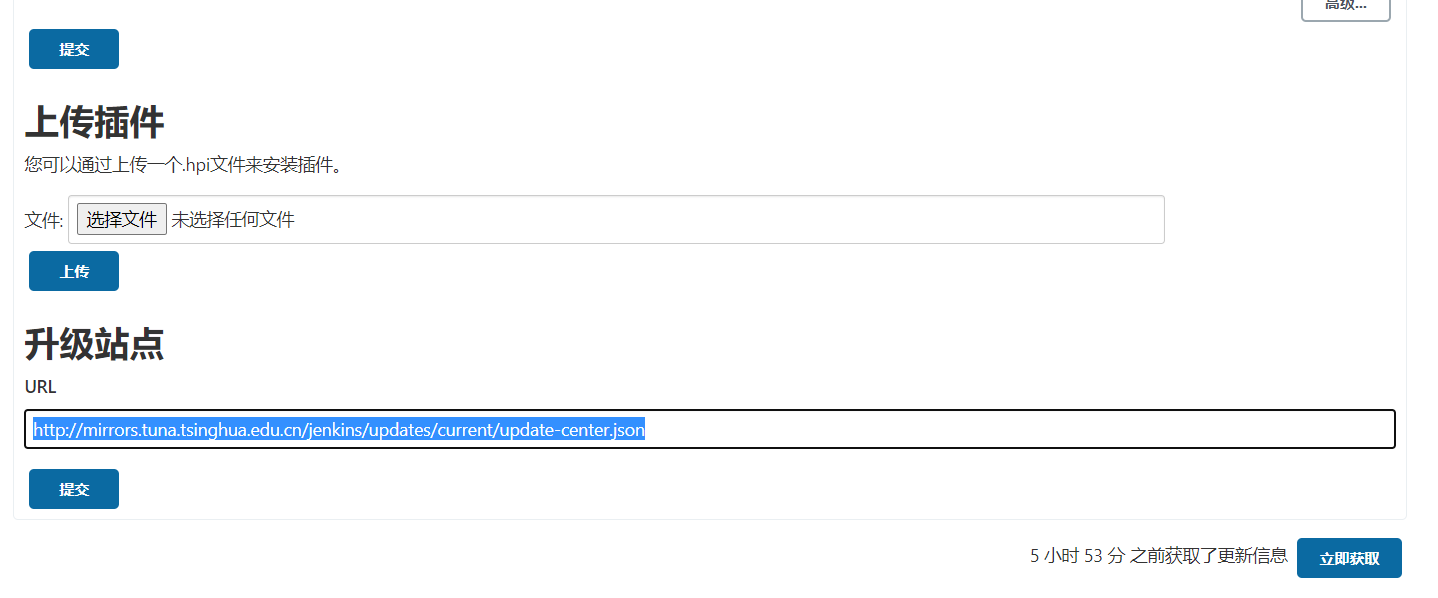 高级...
提交
上传插件
您可以通过上传一个.hpi文件来安装插件。
文件: 选择文件 未选择任何文件
上传
升级站点
URL
http://mirrors.tuna.tsinghua.edu.cn/jenkins/updates/current/update-center.json
提交
5 小时 53 分 之前获取了更新信息 立即获取